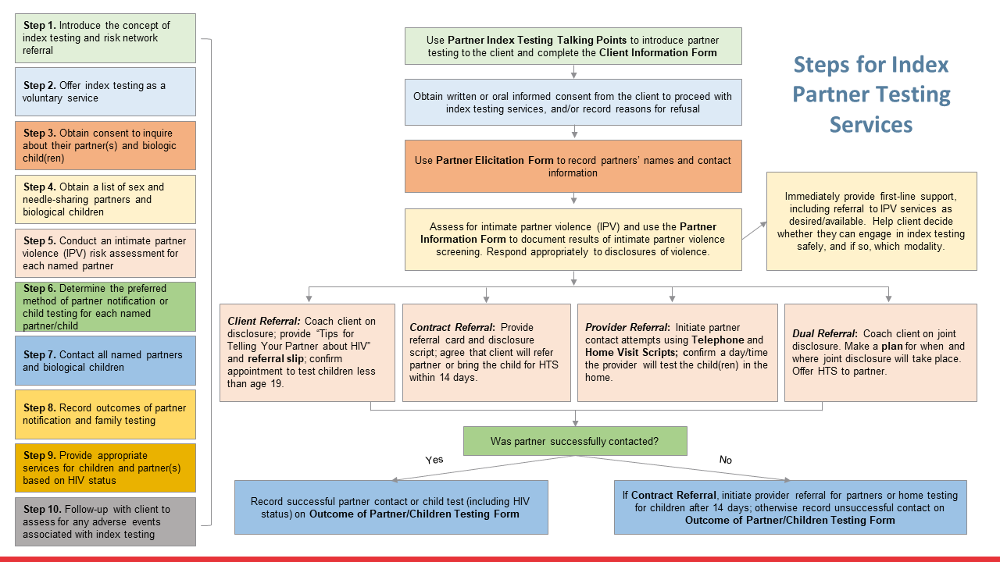 Step 1. Introduce the concept of
index testing and risk network
referral
Step 2. Offer index testing as a
voluntary service
Step 3. Obtain consent to inquire
about their partner(s) and biologic
child(ren)
Step 4. Obtain a list of sex and
needle-sharing partners and
biological children
Step 5. Conduct an intimate partner
violence (IPV) risk assessment for
each named partner
Step 6. Determine the preferred
method of partner notification or
child testing for each named
partner/child
Step 7. Contact all named partners
and biological children
Step 8. Record outcomes of partner
notification and family testing
Step 9. Provide appropriate
services for children and partner(s)
based on HIV status
Step 10. Follow-up with client to
assess for any adverse events
associated with index testing
Steps for Index
Partner Testing
Services
Use Partner Index Testing Talking Points to introduce partner
testing to the client and complete the Client Information Form
Obtain written or oral informed consent from the client to proceed with
index testing services, and/or record reasons for refusal
Use Partner Elicitation Form to record partners' names and contact
information
Assess for intimate partner violence (IPV) and use the Partner
Information Form to document results of intimate partner violence
screening. Respond appropriately to disclosures of violence.
Immediately provide first-line support,
including referral to IPV services as
desired/available. Help client decide
whether they can engage in index testing
safely, and if so, which modality.
Client Referral: Coach client on
disclosure; provide “Tips for
Telling Your Partner about HIV”
and referral slip; confirm
appointment to test children less
than age 19.
Contract Referral: Provide
referral card and disclosure
script; agree that client will refer
partner or bring the child for HTS
within 14 days.
Provider Referral: Initiate partner
contact attempts using Telephone and
Home Visit Scripts; confirm a day/time
the provider will test the child(ren) in the
home.
Dual Referral: Coach client on joint
disclosure. Make a plan for when and
where joint disclosure will take place.
Offer HTS to partner.
Was partner successfully contacted?
Yes
No
Record successful partner contact or child test (including HIV
status) on Outcome of Partner/Children Testing Form
If Contract Referral, initiate provider referral for partners or home testing
for children after 14 days; otherwise record unsuccessful contact on
Outcome of Partner/Children Testing Form